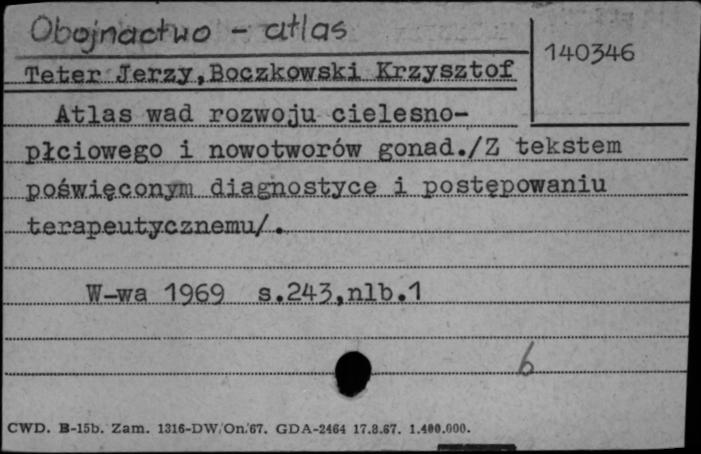 Obojnactwo - atlas
140346
Teter Jerzy,Boczkowski Krzysztof
Atlas wad rozwoju cielesno-
płciowego i nowotworów gonad./Z tekstem
poświęconym diagnostyce i postępowaniu
terapeutycznemu/.
W-wa 1969 s.243,nlb.1
6
CWD. B-15b. Zam. 1316-DW/On/67. GDA-2464 17.8.67. 1.400.000.